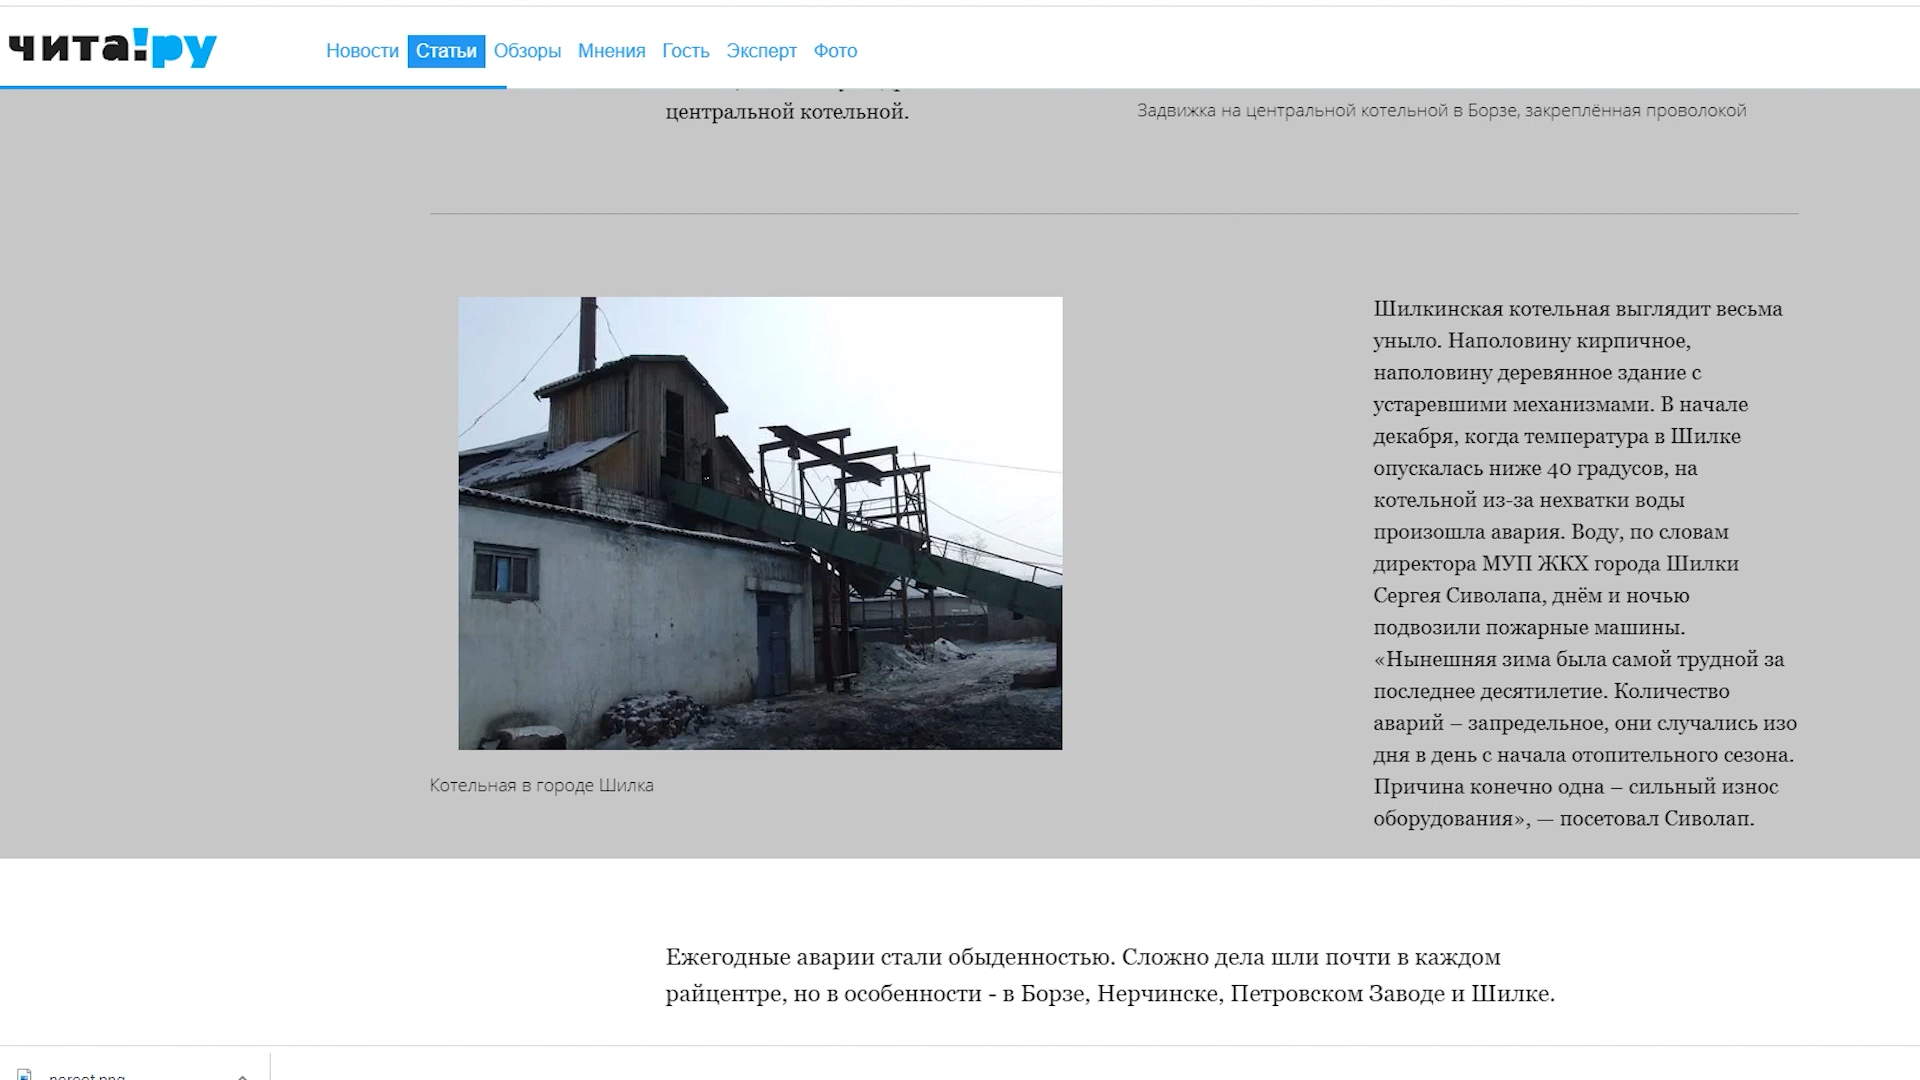 чита!ру
Новости Статьи Обзоры Мнения Гость Эксперт Фото
центральной котельной.
Задвижка на центральной котельной в Борзе, закреплённая проволокой
Котельная в городе Шилка
Шилкинская котельная выглядит весьма
уныло. Наполовину кирпичное,
наполовину деревянное здание с
устаревшими механизмами. В начале
декабря, когда температура в Шилке
опускалась ниже 40 градусов, на
котельной из-за нехватки воды
произошла авария. Воду, по словам
директора МУП ЖКХ города Шилки
Сергея Сиволапа, днём и ночью
подвозили пожарные машины.
«Нынешняя зима была самой трудной за
последнее десятилетие. Количество
аварий – запредельное, они случались изо
дня в день с начала отопительного сезона.
Причина конечно одна – сильный износ
оборудования», — посетовал Сиволап.
Ежегодные аварии стали обыденностью. Сложно дела шли почти в каждом
райцентре, но в особенности - в Борзе, Нерчинске, Петровском Заводе и Шилке.